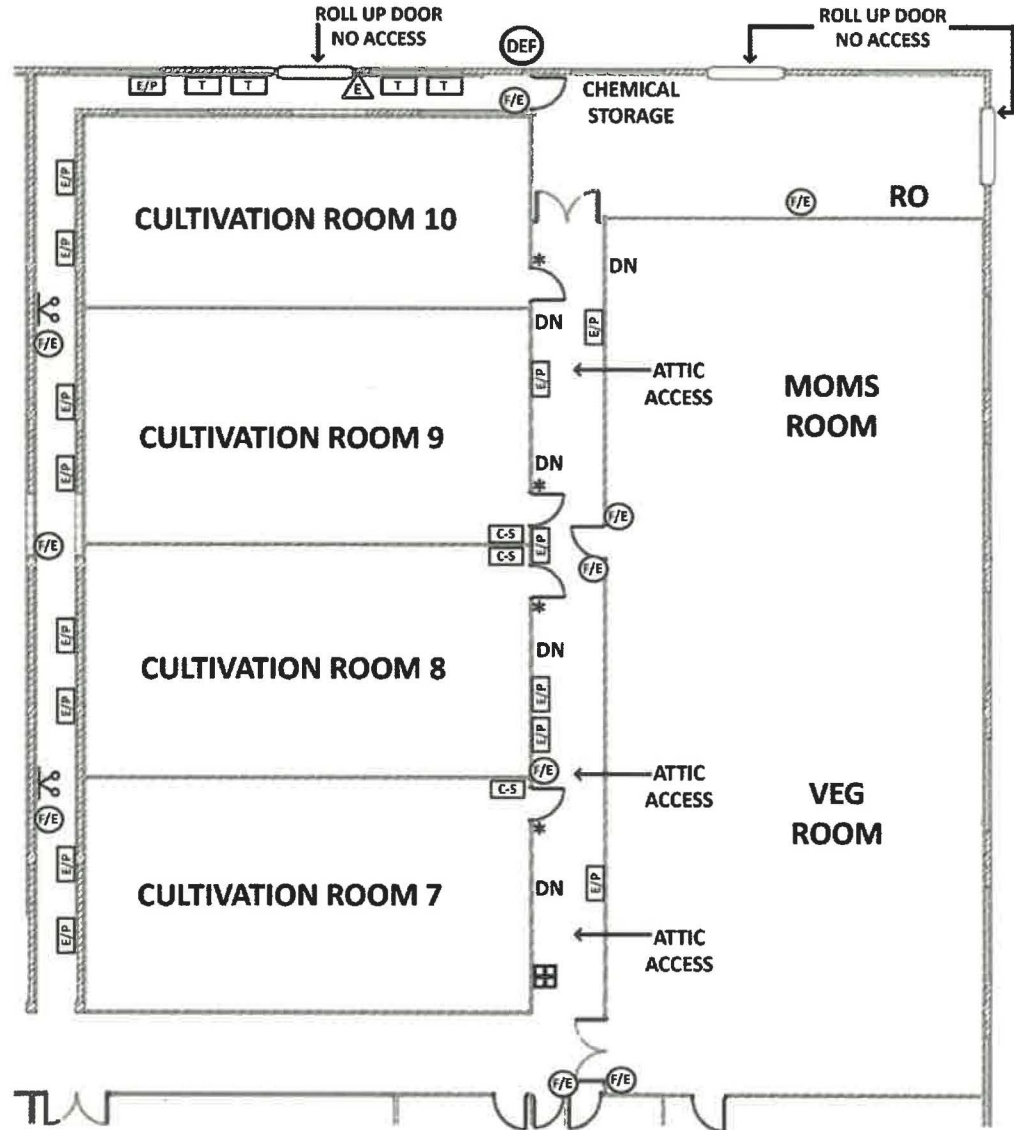 ROLL UP DOOR
NO ACCESS
DEF
ROLL UP DOOR
NO ACCESS
E/P
T
T
E
T
T
F/E
CHEMICAL
STORAGE
E/P
F/E
RO
CULTIVATION ROOM 10
E/P
*
DN
DN
E/P
F/E
E/P
ATTIC
ACCESS
MOMS
ROOM
E/P
CULTIVATION ROOM 9
DN
E/P
*
F/E
C-S
E/P
F/E
C-S
F/E
*
E/P
CULTIVATION ROOM 8
DN
E/P
E/P
E/P
F/E
ATTIC
ACCESS
C-S
VEG
ROOM
F/E
*
E/P
CULTIVATION ROOM 7
DN
E/P
E/P
ATTIC
ACCESS
F/E
F/E